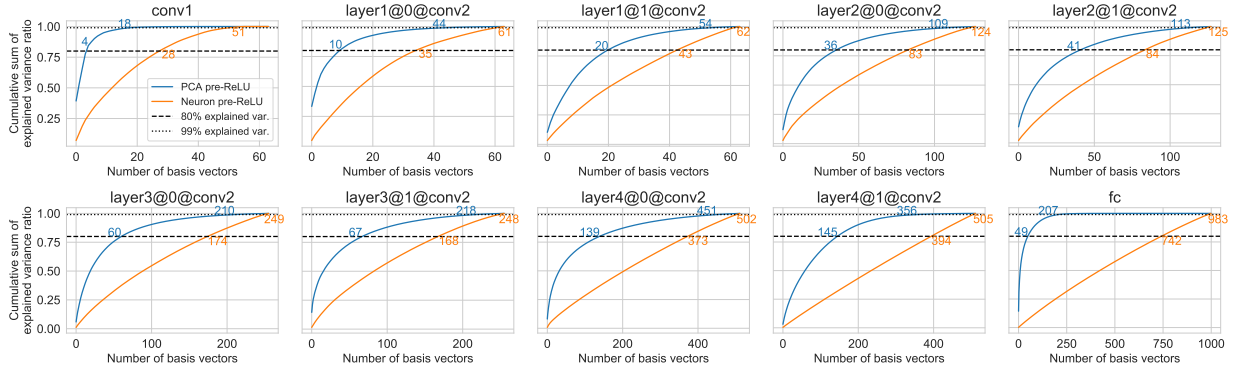 conv1
layer1@0@conv2
layer1@1@conv2
layer2@0@conv2
layer2@1@conv2
Cumulative sum of
explained variance ratio
1.00
0.75
0.50
0.25
4
18
28
51
PCA pre-ReLU
Neuron pre-ReLU
80% explained var.
99% explained var.
0 20 40 60
Number of basis vectors
10
44
35
61
0 20 40 60
Number of basis vectors
20
54
43
62
0 20 40 60
Number of basis vectors
36
109
83
124
0 50 100
Number of basis vectors
41
113
84
125
0 50 100
Number of basis vectors
layer3@0@conv2
layer3@1@conv2
layer4@0@conv2
layer4@1@conv2
fc
Cumulative sum of
explained variance ratio
1.00
0.75
0.50
0.25
0.00
60
210
174
249
0 100 200
Number of basis vectors
67
218
168
248
0 100 200
Number of basis vectors
139
451
373
502
0 200 400
Number of basis vectors
145
356
394
505
0 200 400
Number of basis vectors
49
207
742
983
0 250 500 750 1000
Number of basis vectors